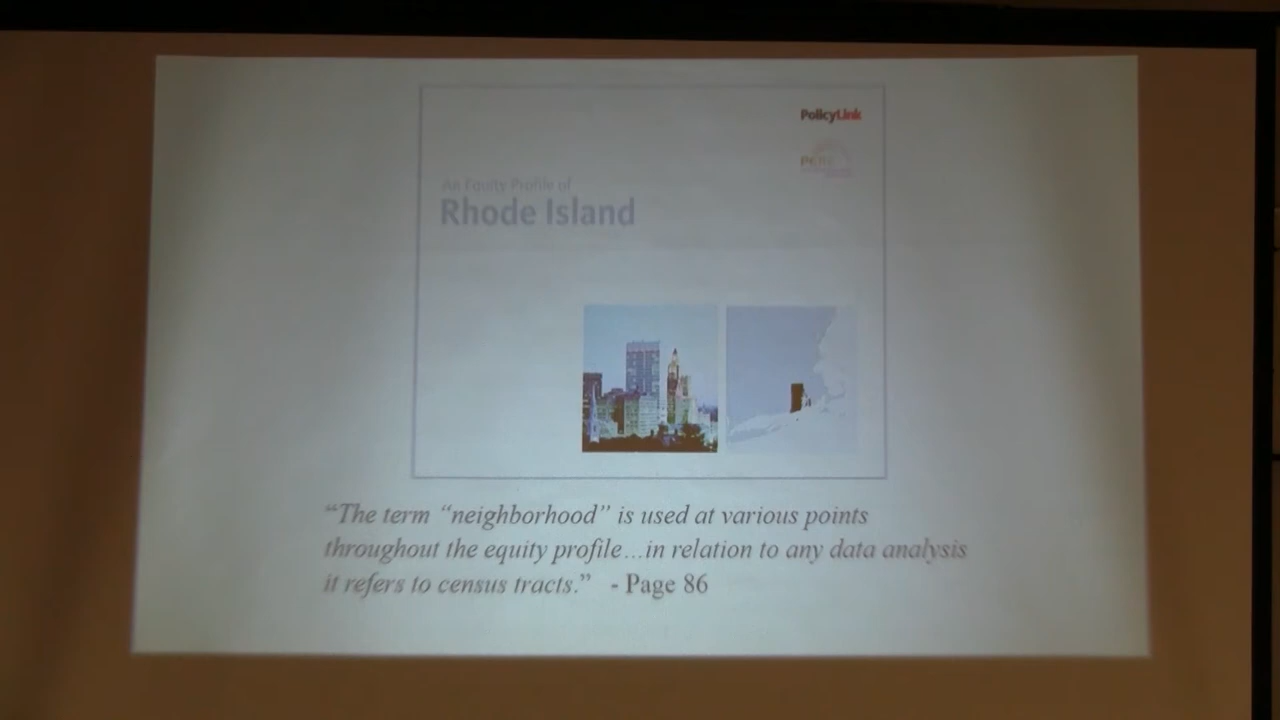 PolicyLink
PERE
An Equity Profile of
Rhode Island
“The term “neighborhood” is used at various points
throughout the equity profile…in relation to any data analysis
it refers to census tracts.” - Page 86